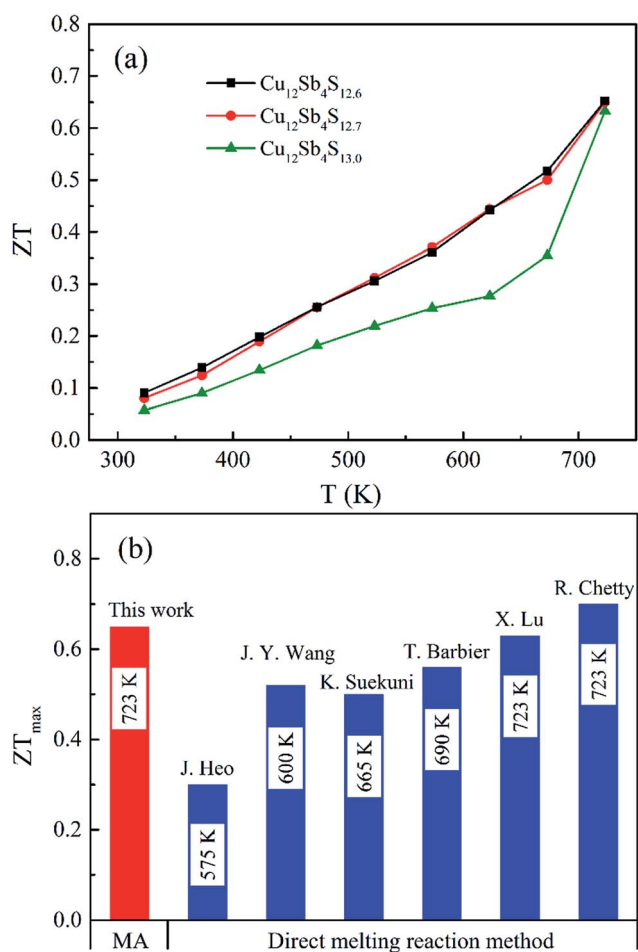 0.8
0.7
0.6
0.5
0.4
0.3
0.2
0.1
0.0
ZT
(a)
Cu₁₂Sb₄S₁₂.₆
Cu₁₂Sb₄S₁₂.₇
Cu₁₂Sb₄S₁₃.₀
300 400 500 600 700
T (K)
(b)
0.8
0.6
0.4
0.2
0.0
ZTmax
This work
723 K
J. Heo
575 K
J. Y. Wang
600 K
K. Suekuni
665 K
T. Barbier
690 K
X. Lu
723 K
R. Chetty
723 K
MA Direct melting reaction method